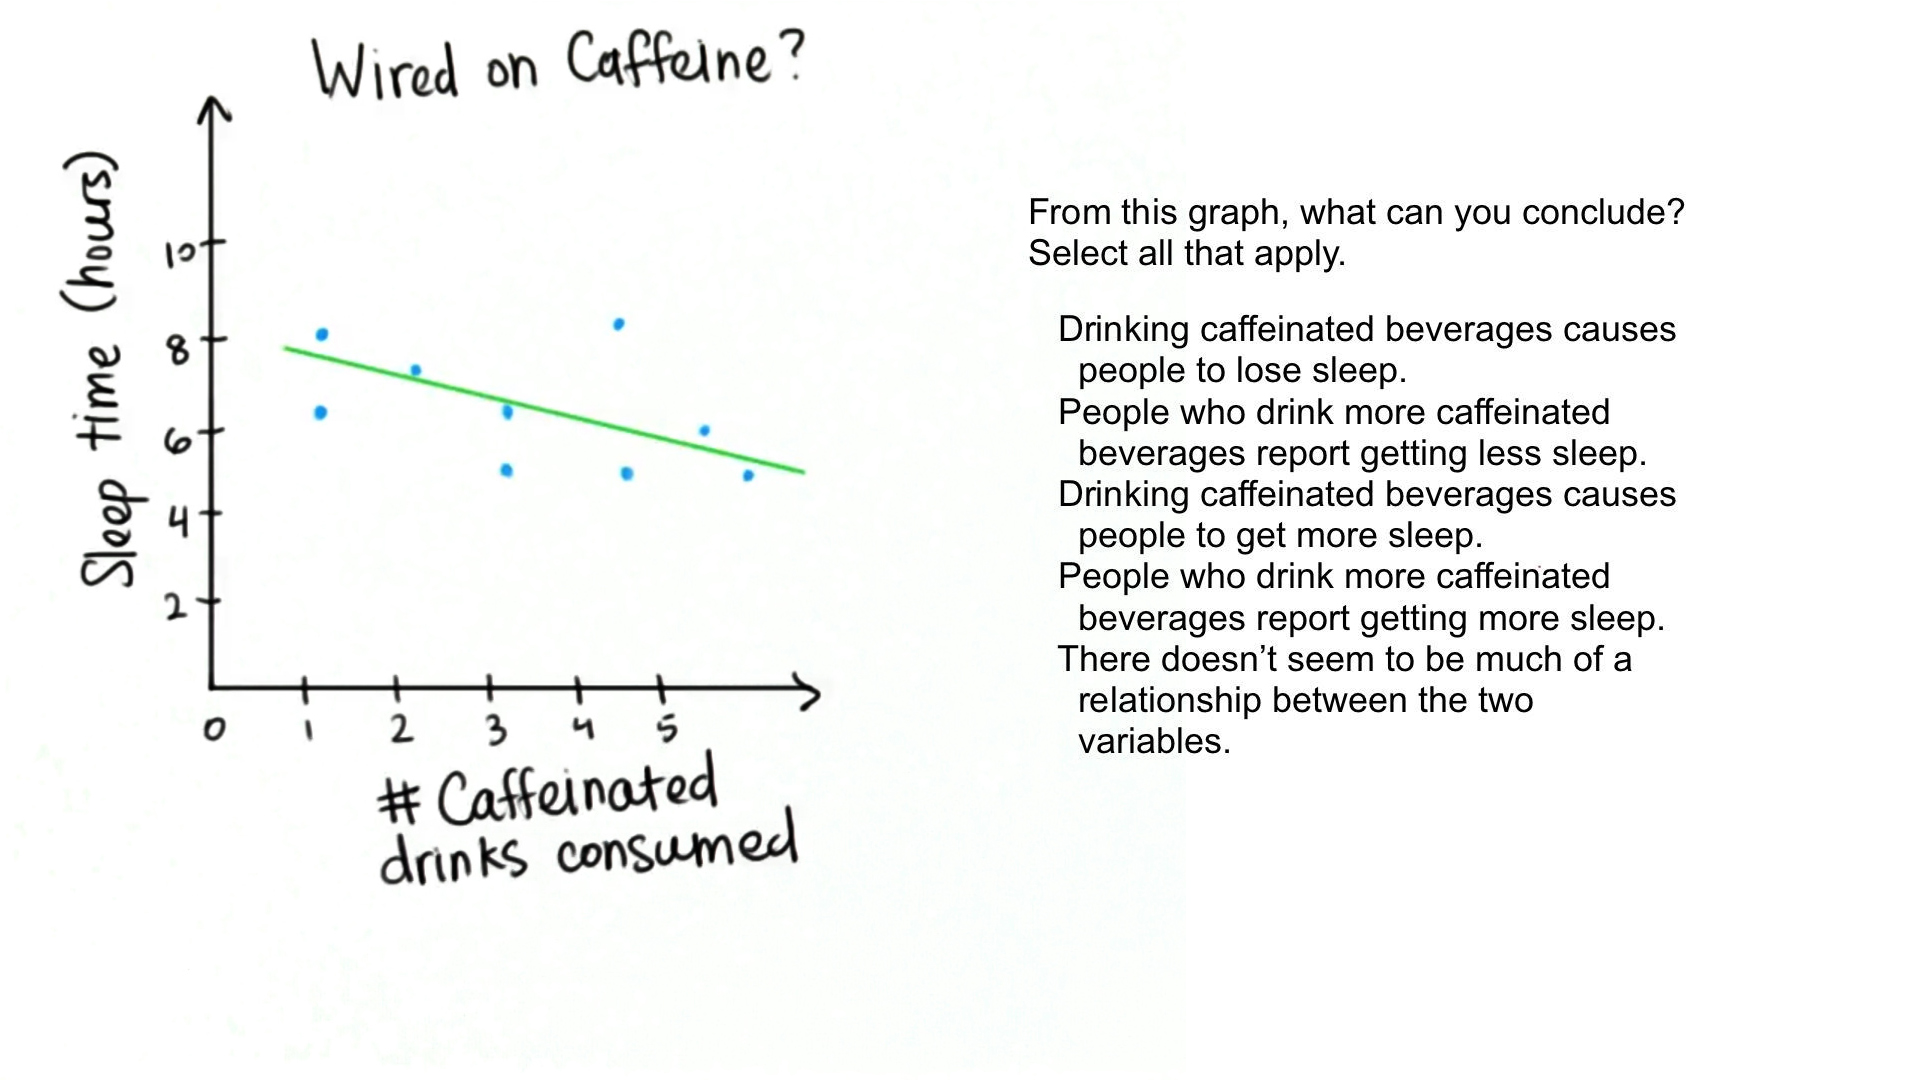 Wired on Caffeine?
Sleep time (hours)
10
8
6
4
2
0 1 2 3 4 5
# Caffeinated
drinks consumed
From this graph, what can you conclude?
Select all that apply.
Drinking caffeinated beverages causes
people to lose sleep.
People who drink more caffeinated
beverages report getting less sleep.
Drinking caffeinated beverages causes
people to get more sleep.
People who drink more caffeinated
beverages report getting more sleep.
There doesn’t seem to be much of a
relationship between the two
variables.